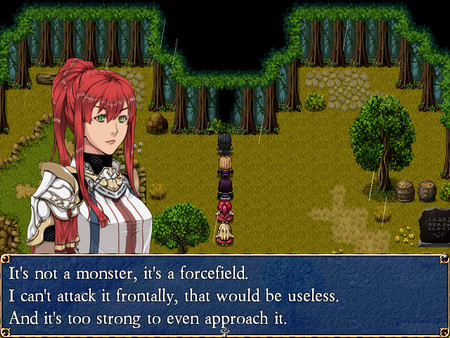 It's not a monster, it's a forcefield.
I can't attack it frontally, that would be useless.
And it's too strong to even approach it.